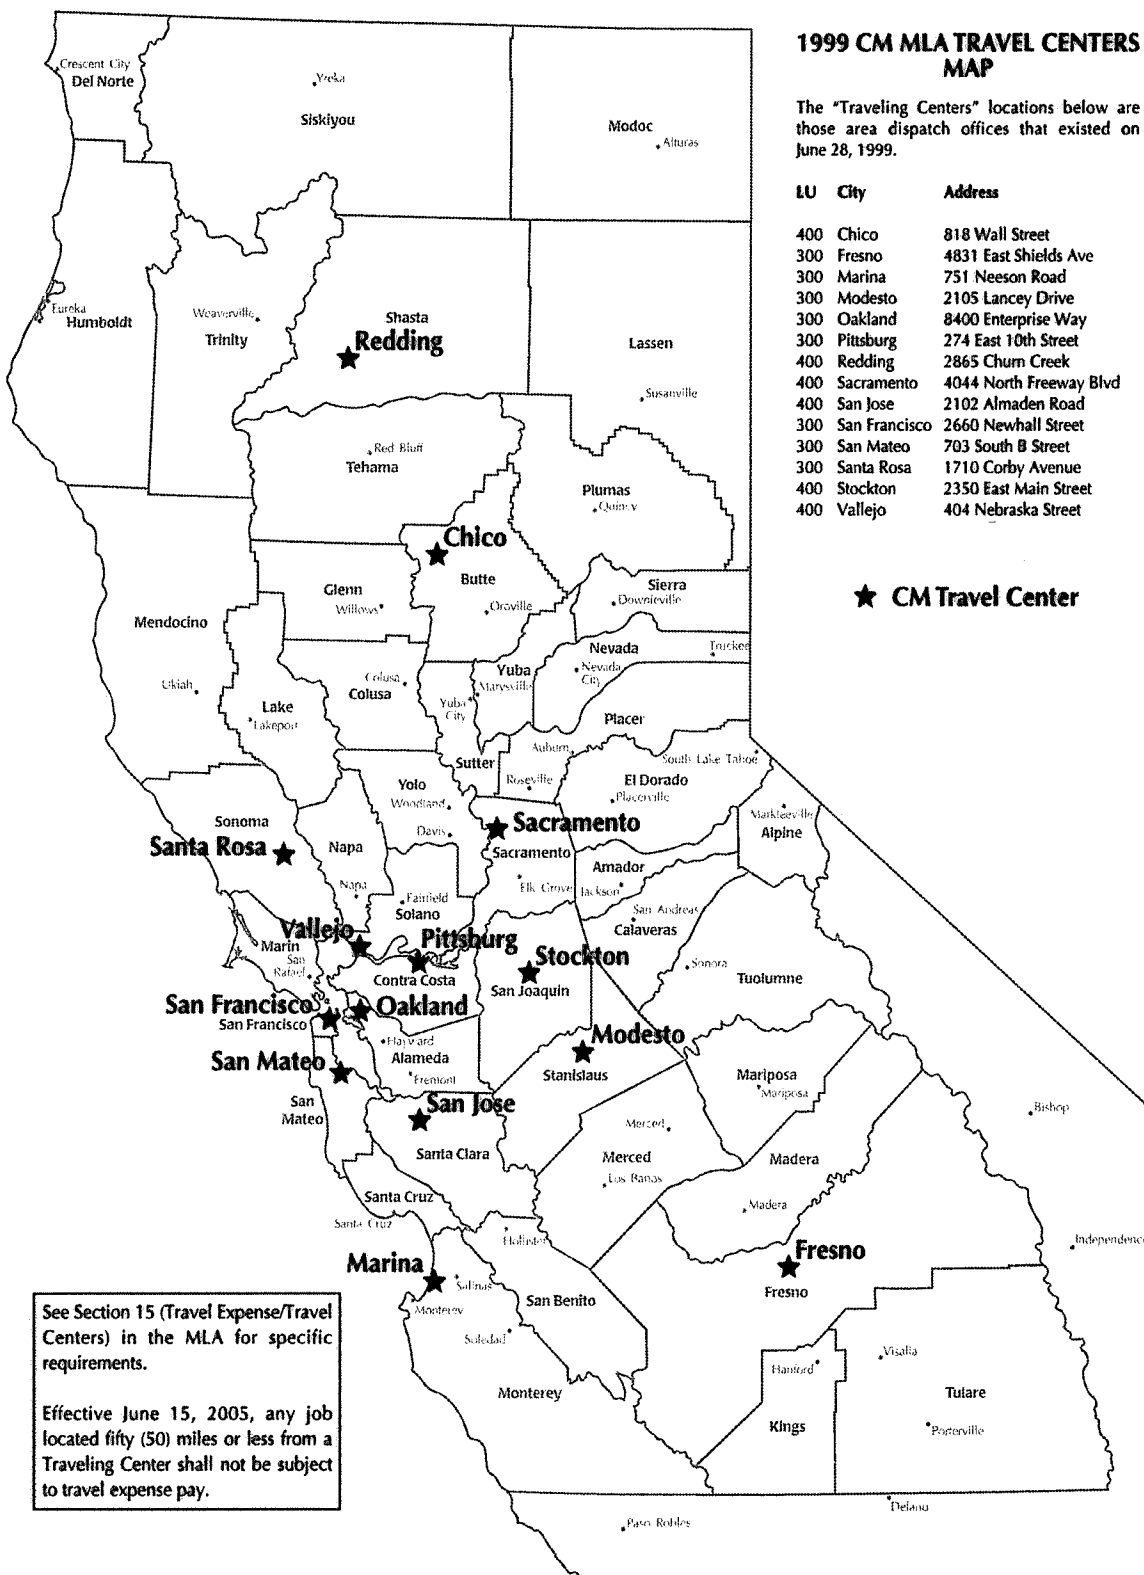 1999 CM MLA TRAVEL CENTERS
MAP
The "Traveling Centers" locations below are
those area dispatch offices that existed on
June 28, 1999.
LU City Address
400 Chico 818 Wall Street
300 Fresno 4831 East Shields Ave
300 Marina 751 Neeson Road
300 Modesto 2105 Lancey Drive
300 Oakland 8400 Enterprise Way
300 Pittsburg 274 East 10th Street
400 Redding 2865 Churn Creek
400 Sacramento 4044 North Freeway Blvd
400 San Jose 2102 Almaden Road
300 San Francisco 2660 Newhall Street
300 San Mateo 703 South B Street
300 Santa Rosa 1710 Corby Avenue
400 Stockton 2350 East Main Street
400 Vallejo 404 Nebraska Street
★ CM Travel Center
Crescent City
Del Norte
Yreka
Siskiyou
Modoc
Alturas
Eureka
Humboldt
Weaverville
Trinity
Shasta
Redding
Lassen
Susanville
Red Bluff
Tehama
Plumas
Quincy
Chico
Butte
Oroville
Glenn
Willows
Sierra
Downieville
Mendocino
Ukiah
Lake
Lakeport
Colusa
Colusa
Yuba
Marysville
Yuba
City
Nevada
Nevada
City
Truckee
Placer
Auburn
Roseville
Sutter
South Lake Tahoe
El Dorado
Placerville
Yolo
Woodland
Davis
Sonoma
Santa Rosa
Napa
Napa
Sacramento
Sacramento
Elk Grove
Markleeville
Alpine
Amador
Jackson
San Andreas
Calaveras
Fairfield
Solano
Vallejo
Marin
San
Rafael
Pittsburg
Contra Costa
Stockton
San Joaquin
Sonora
Tuolumne
San Francisco
San Francisco
Oakland
Hayward
Alameda
Fremont
San Mateo
San
Mateo
Modesto
Stanislaus
Mariposa
Mariposa
San Jose
Santa Clara
Merced
Merced
Los Banos
Madera
Madera
Bishop
Santa Cruz
Santa Cruz
Hollister
Marina
Salinas
Monterey
San Benito
Soledad
Monterey
Fresno
Fresno
Independence
Hanford
Kings
Visalia
Tulare
Porterville
Delano
Paso Robles
See Section 15 (Travel Expense/Travel
Centers) in the MLA for specific
requirements.
Effective June 15, 2005, any job
located fifty (50) miles or less from a
Traveling Center shall not be subject
to travel expense pay.